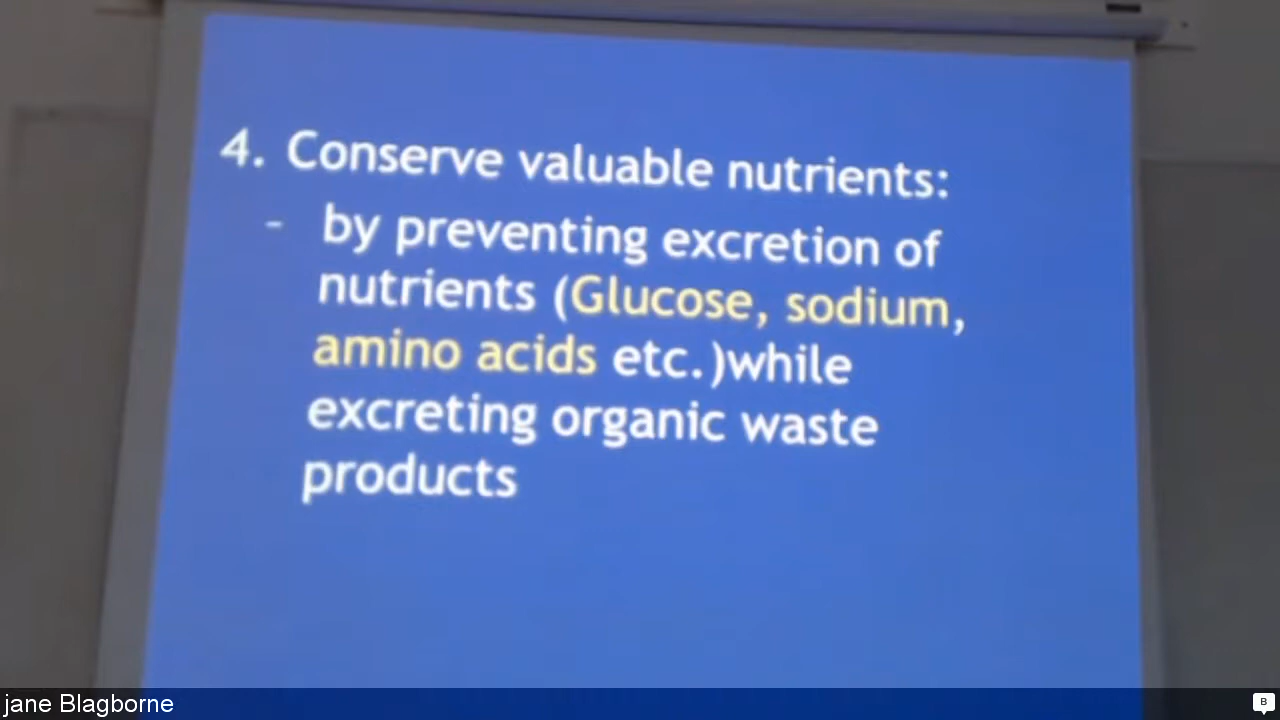 4. Conserve valuable nutrients:
- by preventing excretion of
nutrients (Glucose, sodium,
amino acids etc.)while
excreting organic waste
products
jane Blagborne
B